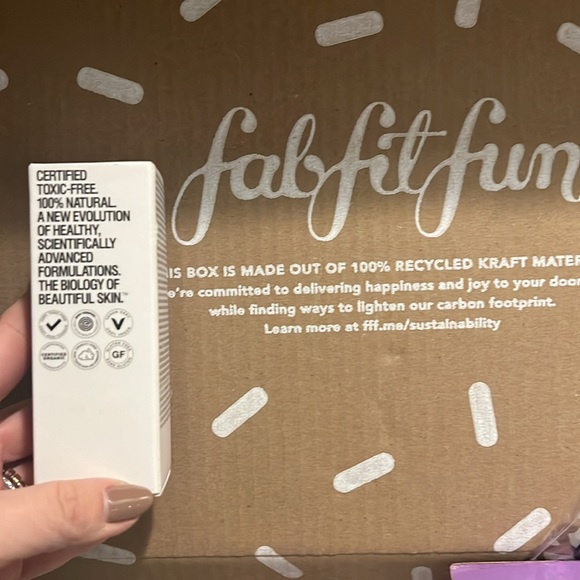 CERTIFIED
TOXIC-FREE.
100% NATURAL.
A NEW EVOLUTION
OF HEALTHY,
SCIENTIFICALLY
ADVANCED
FORMULATIONS.
THE BIOLOGY OF
BEAUTIFUL SKIN.™
V
CERTIFIED
ORGANIC
GF
fabfitfun
IS BOX IS MADE OUT OF 100% RECYCLED KRAFT MATER
e're committed to delivering happiness and joy to your door
while finding ways to lighten our carbon footprint.
Learn more at fff.me/sustainability